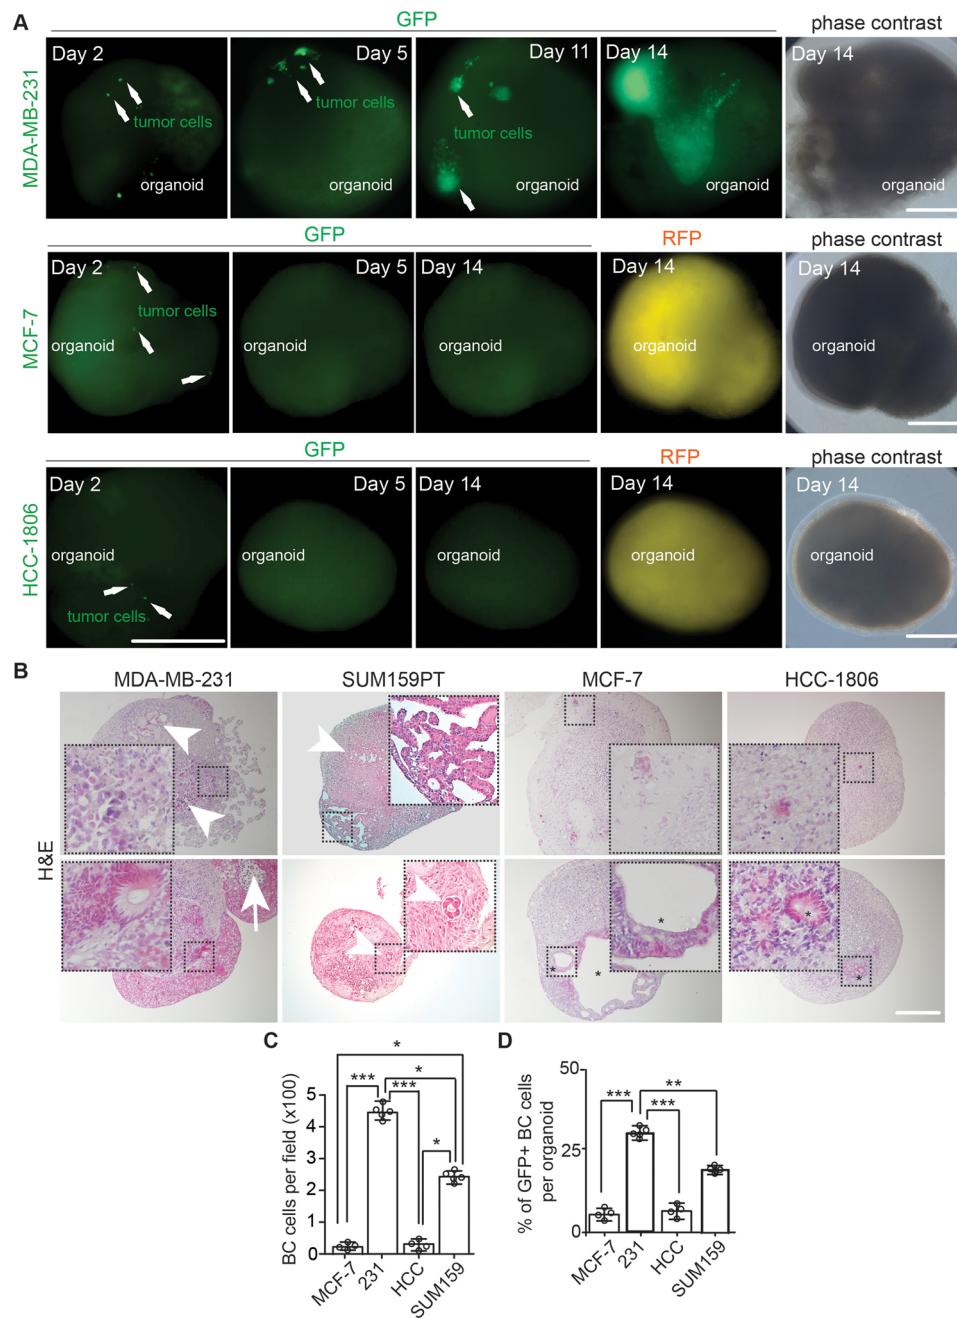 A
GFP
phase contrast
MDA-MB-231
Day 2
tumor cells
organoid
Day 5
tumor cells
organoid
Day 11
tumor cells
organoid
Day 14
organoid
Day 14
organoid
GFP
RFP
phase contrast
MCF-7
Day 2
tumor cells
organoid
Day 5
organoid
Day 14
organoid
Day 14
organoid
Day 14
organoid
GFP
RFP
phase contrast
HCC-1806
Day 2
organoid
tumor cells
Day 5
organoid
Day 14
organoid
Day 14
organoid
Day 14
organoid
B
MDA-MB-231
SUM159PT
MCF-7
HCC-1806
H&E
*
*
*
*
*
C
BC cells per field (x100)
5
4
3
2
1
0
*
***
*
***
*
MCF-7
231
HCC
SUM159
D
% of GFP+ BC cells
per organoid
50
25
0
***
**
***
MCF-7
231
HCC
SUM159